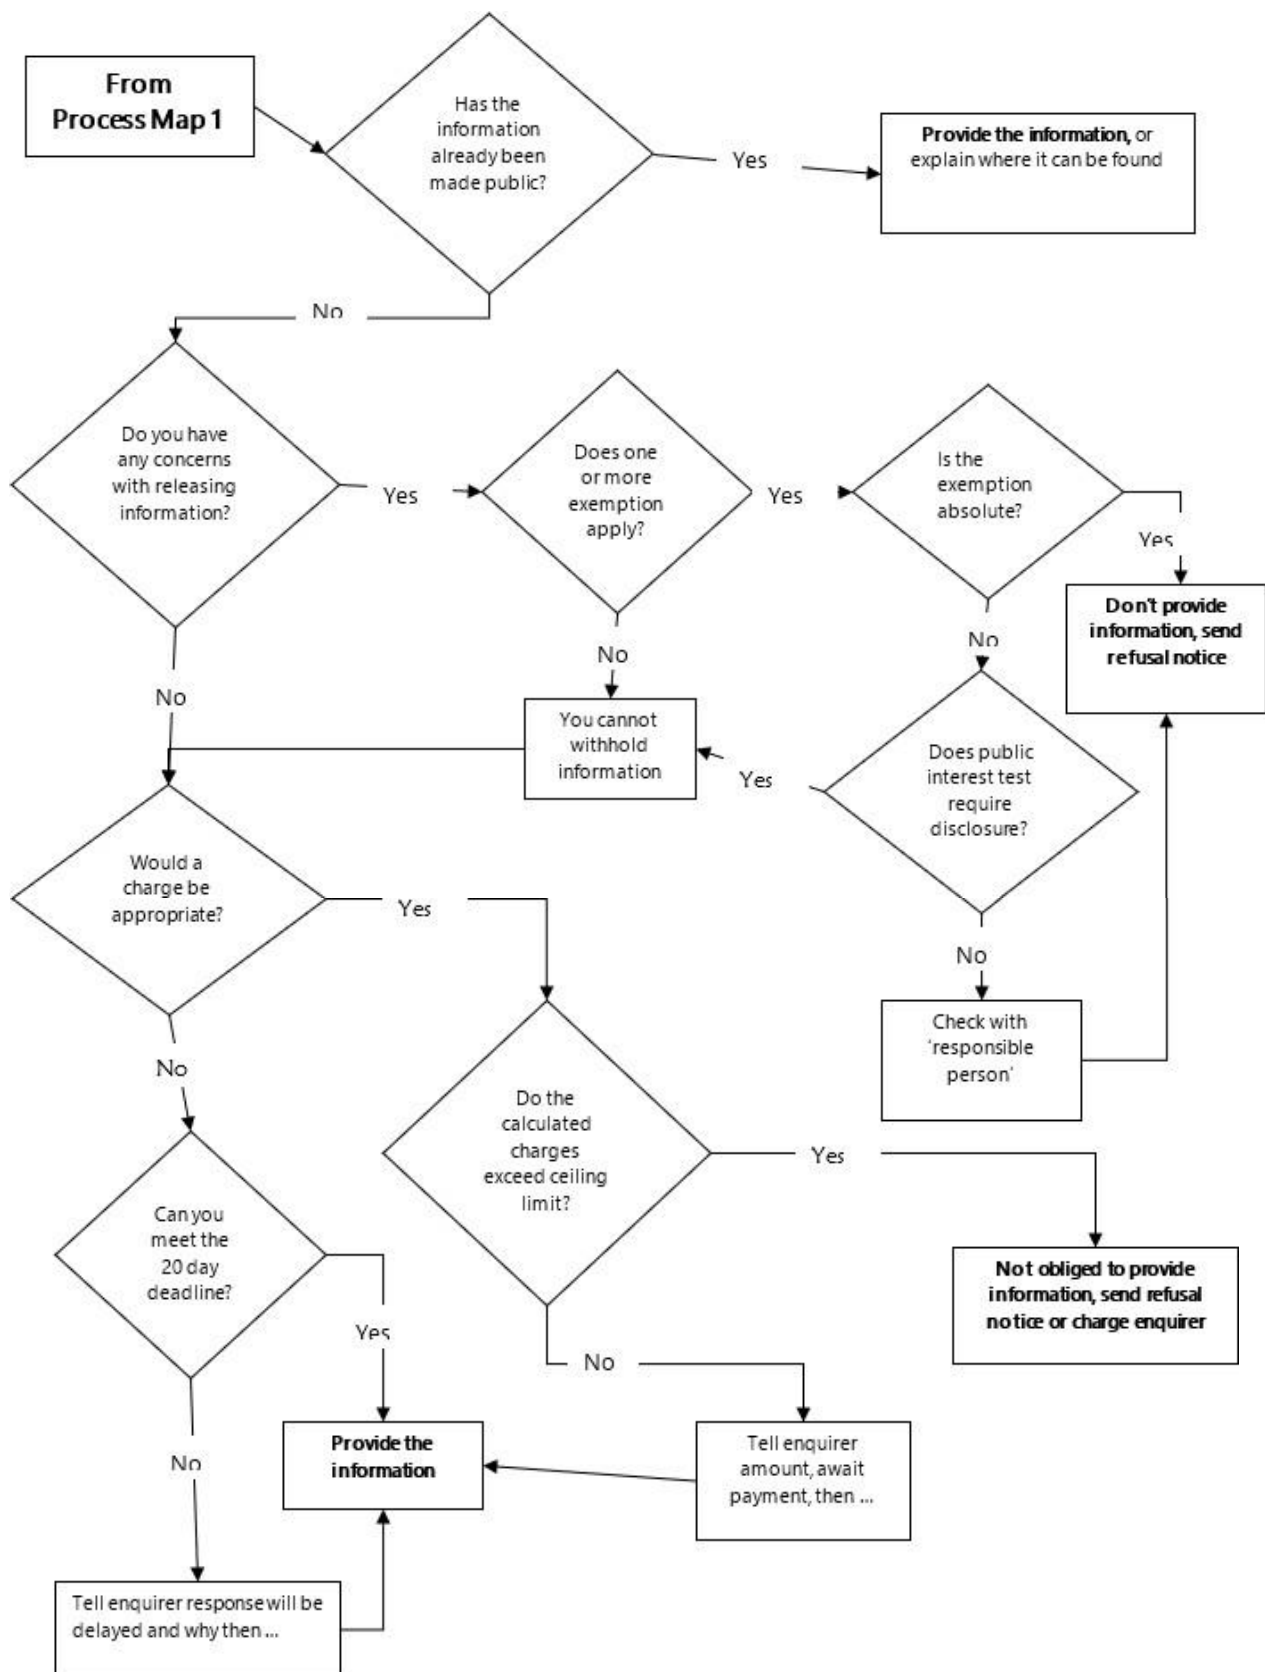 From
Process Map 1
Has the
information
already been
made public?
Yes
Provide the information, or
explain where it can be found
No
Do you have
any concerns
with releasing
information?
Yes
Does one
or more
exemption
apply?
Yes
Is the
exemption
absolute?
Yes
Don't provide
information, send
refusal notice
No
No
No
You cannot
withhold
information
Yes
Does public
interest test
require
disclosure?
Would a
charge be
appropriate?
Yes
No
Check with
'responsible
person'
No
Do the
calculated
charges
exceed ceiling
limit?
Yes
Can you
meet the
20 day
deadline?
Not obliged to provide
information, send refusal
notice or charge enquirer
Yes
No
No
Provide the
information
Tell enquirer
amount, await
payment, then ...
Tell enquirer response will be
delayed and why then ...